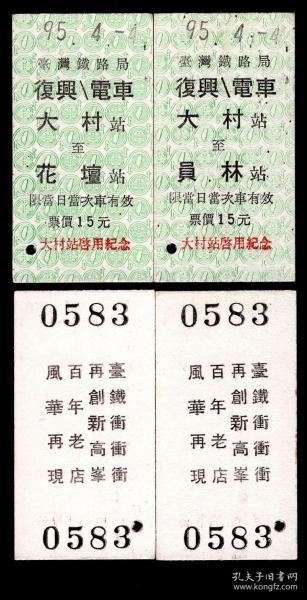 95. 4. -4
臺灣鐵路局
復興\電車
大村站
至
花壇站
限當日當次車有效
票價15元
大村站啓用紀念
95. 4. -4
臺灣鐵路局
復興\電車
大村站
至
員林站
限當日當次車有效
票價15元
大村站啓用紀念
0583
臺鐵衝衝衝
再創新高峯
百年老店
風華再現
0583
0583
臺鐵衝衝衝
再創新高峯
百年老店
風華再現
0583
孔夫子旧书网